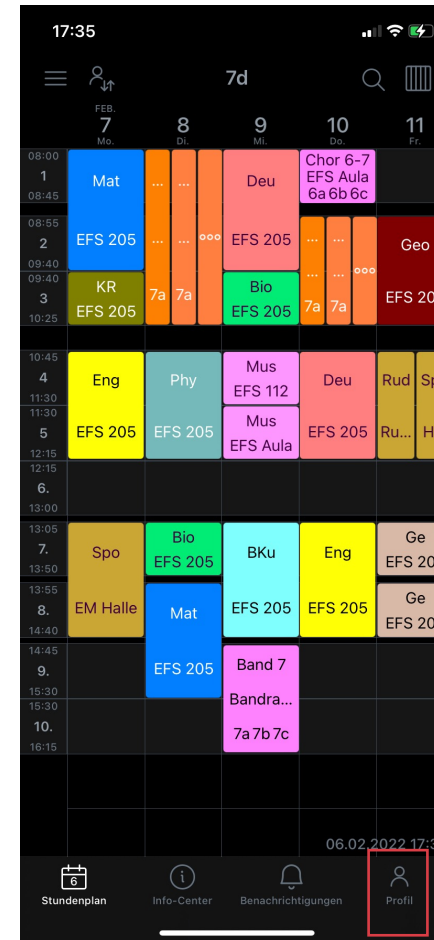 17:35
7d
FEB.
7
8
9
10
11
Mo.
Di.
Mi.
Do.
Fr.
08:00
1
08:45
Mat
EFS 205
...
...
7a
...
...
7a
...
Deu
EFS 205
Chor 6-7
EFS Aula
6a 6b 6c
08:55
2
09:40
...
...
7a
...
...
7a
Geo
EFS 20
09:40
3
10:25
KR
EFS 205
Bio
EFS 205
10:45
4
11:30
Eng
EFS 205
Phy
EFS 205
Mus
EFS 112
Deu
EFS 205
Rud
Ru...
Sp
H
11:30
5
12:15
Mus
EFS Aula
12:15
6.
13:00
13:05
7.
13:50
Spo
EM Halle
Bio
EFS 205
BKu
EFS 205
Eng
EFS 205
Ge
EFS 20
13:55
8.
14:40
Mat
EFS 205
Ge
EFS 20
14:45
9.
15:30
Band 7
Bandra...
7a 7b 7c
15:30
10.
16:15
06.02.2022 17:3
6
Stundenplan
Info-Center
Benachrichtigungen
Profil